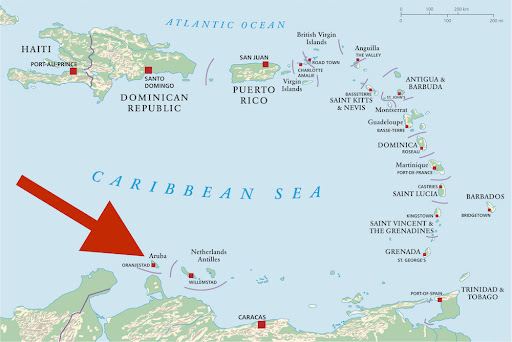 ATLANTIC OCEAN
0
200 km
0
200 mi
HAITI
PORT-AU-PRINCE
SANTO
DOMINGO
DOMINICAN
REPUBLIC
SAN JUAN
PUERTO
RICO
British Virgin
Islands
ROAD TOWN
CHARLOTTE
AMALIE
Virgin
Islands
Anguilla
THE VALLEY
BASSETERRE
SAINT KITTS
& NEVIS
ANTIGUA &
BARBUDA
ST. JOHN'S
Montserrat
Guadeloupe
BASSE-TERRE
DOMINICA
ROSEAU
Martinique
FORT-DE-FRANCE
CASTRIES
SAINT LUCIA
BARBADOS
BRIDGETOWN
KINGSTOWN
SAINT VINCENT &
THE GRENADINES
GRENADA
ST. GEORGE'S
CARIBBEAN SEA
Aruba
ORANJESTAD
Netherlands
Antilles
WILLEMSTAD
CARACAS
PORT-OF-SPAIN
TRINIDAD &
TOBAGO